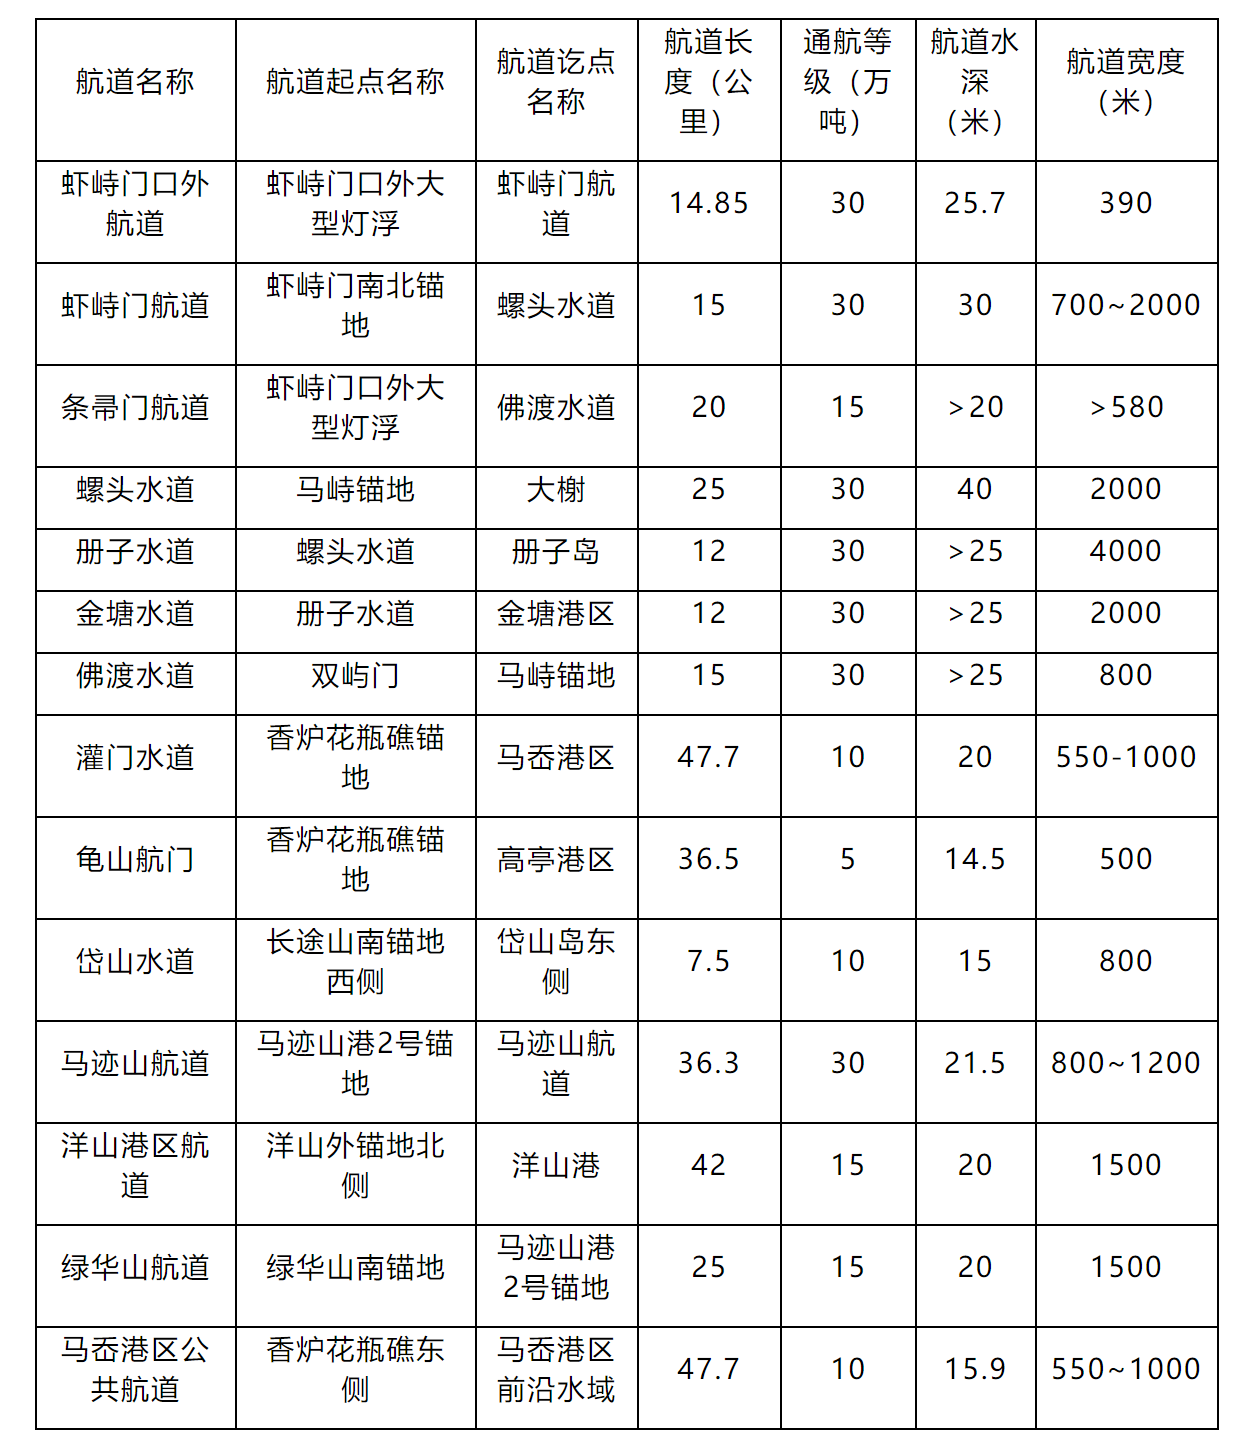 航道名称
航道起点名称
航道讫点
名称
航道长
度（公
里）
通航等
级（万
吨）
航道水
深
（米）
航道宽度
（米）
虾峙门口外
航道
虾峙门口外大
型灯浮
虾峙门航
道
14.85
30
25.7
390
虾峙门航道
虾峙门南北锚
地
螺头水道
15
30
30
700~2000
条帚门航道
虾峙门口外大
型灯浮
佛渡水道
20
15
>20
>580
螺头水道
马峙锚地
大榭
25
30
40
2000
册子水道
螺头水道
册子岛
12
30
>25
4000
金塘水道
册子水道
金塘港区
12
30
>25
2000
佛渡水道
双屿门
马峙锚地
15
30
>25
800
灌门水道
香炉花瓶礁锚
地
马岙港区
47.7
10
20
550-1000
龟山航门
香炉花瓶礁锚
地
高亭港区
36.5
5
14.5
500
岱山水道
长途山南锚地
西侧
岱山岛东
侧
7.5
10
15
800
马迹山航道
马迹山港2号锚
地
马迹山航
道
36.3
30
21.5
800~1200
洋山港区航
道
洋山外锚地北
侧
洋山港
42
15
20
1500
绿华山航道
绿华山南锚地
马迹山港
2号锚地
25
15
20
1500
马岙港区公
共航道
香炉花瓶礁东
侧
马岙港区
前沿水域
47.7
10
15.9
550~1000